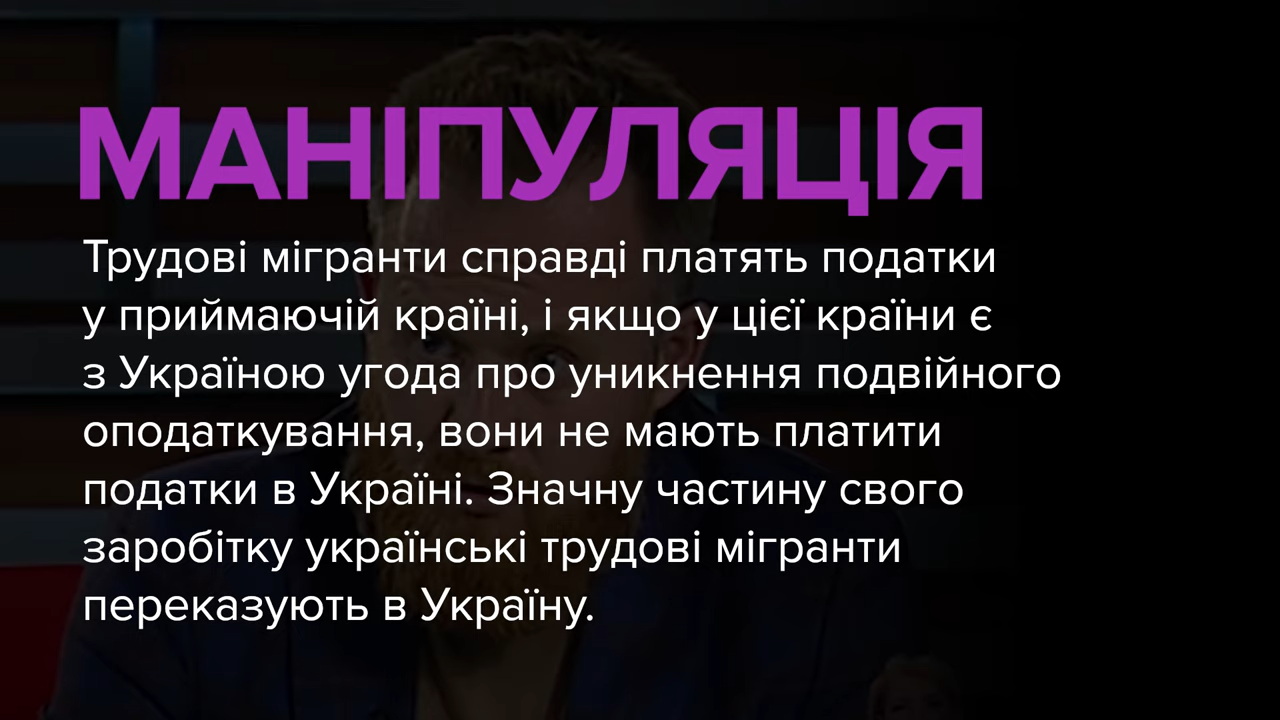 МАНІПУЛЯЦІЯ
Трудові мігранти справді платять податки
у приймаючій країні, і якщо у цієї країни є
з Україною угода про уникнення подвійного
оподаткування, вони не мають платити
податки в Україні. Значну частину свого
заробітку українські трудові мігранти
переказують в Україну.